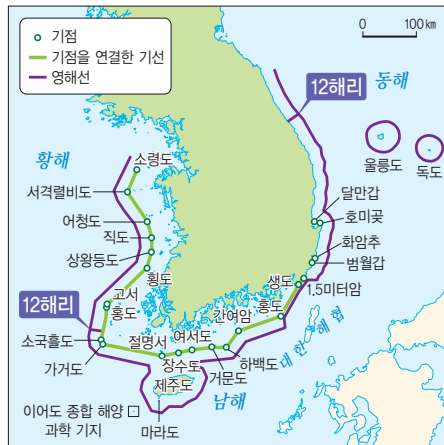 기점
기점을 연결한 기선
영해선
0 100km
12해리
동해
울릉도
독도
황해
소령도
서격렬비도
어청도
직도
상왕등도
횡도
달만갑
호미곶
화암추
범월갑
1.5미터암
생도
12해리
고서
홍도
간여암
홍도
대한 해협
소국흘도
가거도
절명서
여서도
장수도
거문도
하백도
제주도
남해
이어도 종합 해양
과학 기지
마라도